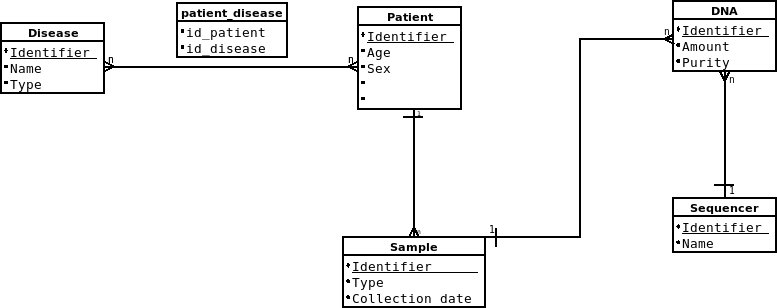 patient_disease
id_patient
id_disease
Patient
Identifier
Age
Sex
DNA
Identifier
Amount
Purity
Disease
Identifier
Name
Type
n
n
n
n
1
1
1
n
Sequencer
Identifier
Name
Sample
Identifier
Type
Collection date